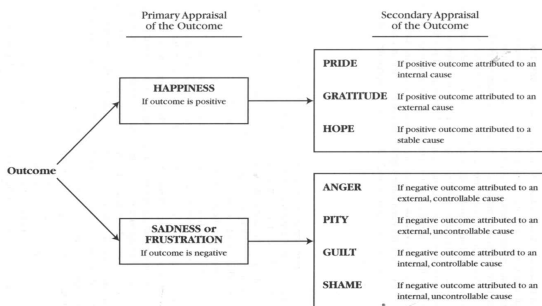 Primary Appraisal
of the Outcome
Secondary Appraisal
of the Outcome
HAPPINESS
If outcome is positive
PRIDE If positive outcome attributed to an
internal cause
GRATITUDE If positive outcome attributed to an
external cause
HOPE If positive outcome attributed to a
stable cause
Outcome
SADNESS or
FRUSTRATION
If outcome is negative
ANGER If negative outcome attributed to an
external, controllable cause
PITY If negative outcome attributed to an
external, uncontrollable cause
GUILT If negative outcome attributrd to an
internal, controllable cause
SHAME If negative outcome attributed to an
internal, uncontrollable cause